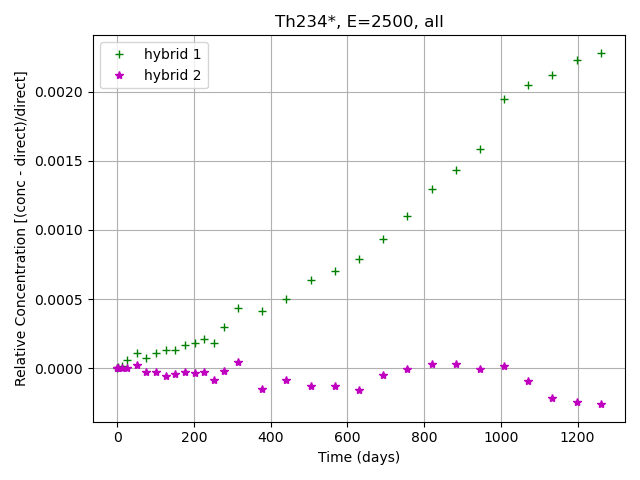 Th234*, E=2500, all
hybrid 1
hybrid 2
Relative Concentration [(conc - direct)/direct]
0.0020
0.0015
0.0010
0.0005
0.0000
0 200 400 600 800 1000 1200
Time (days)